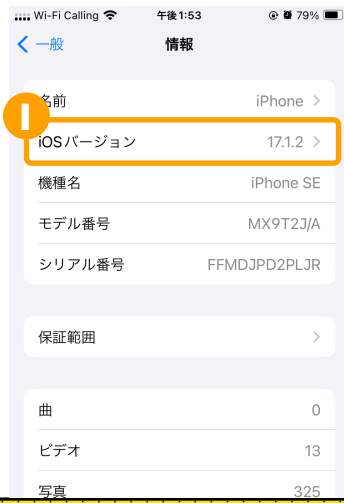 Wi-Fi Calling 午後1:53 79%
一般 情報
名前 iPhone
1
iOSバージョン 17.1.2
機種名 iPhone SE
モデル番号 MX9T2J/A
シリアル番号 FFMDJPD2PLJR
保証範囲
曲 0
ビデオ 13
写真 325